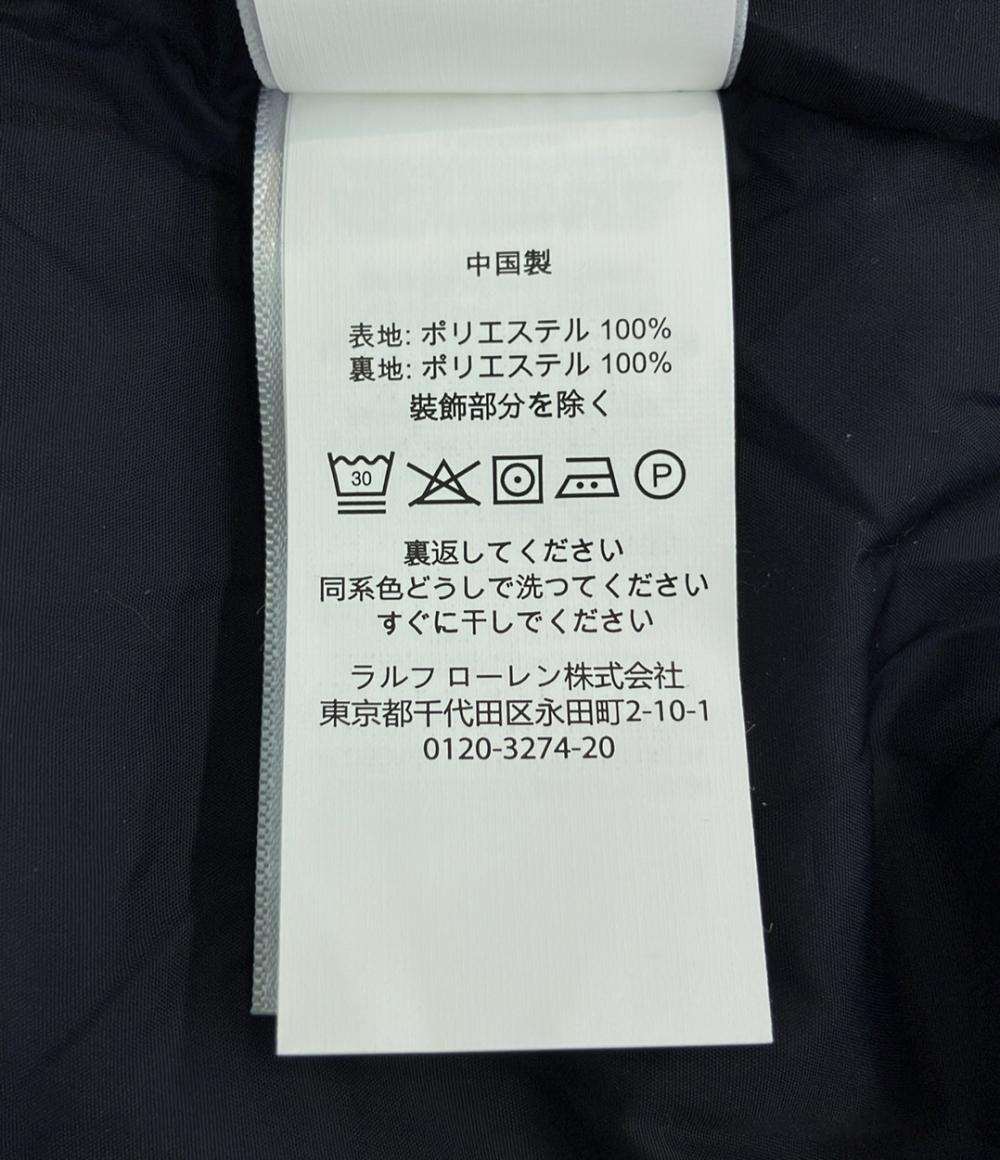 中国製
表地: ポリエステル 100%
裏地: ポリエステル 100%
装飾部分を除く
30
P
裏返してください
同系色どうしで洗つてください
すぐに干しでください
ラルフ ローレン株式会社
東京都千代田区永田町2-10-1
0120-3274-20